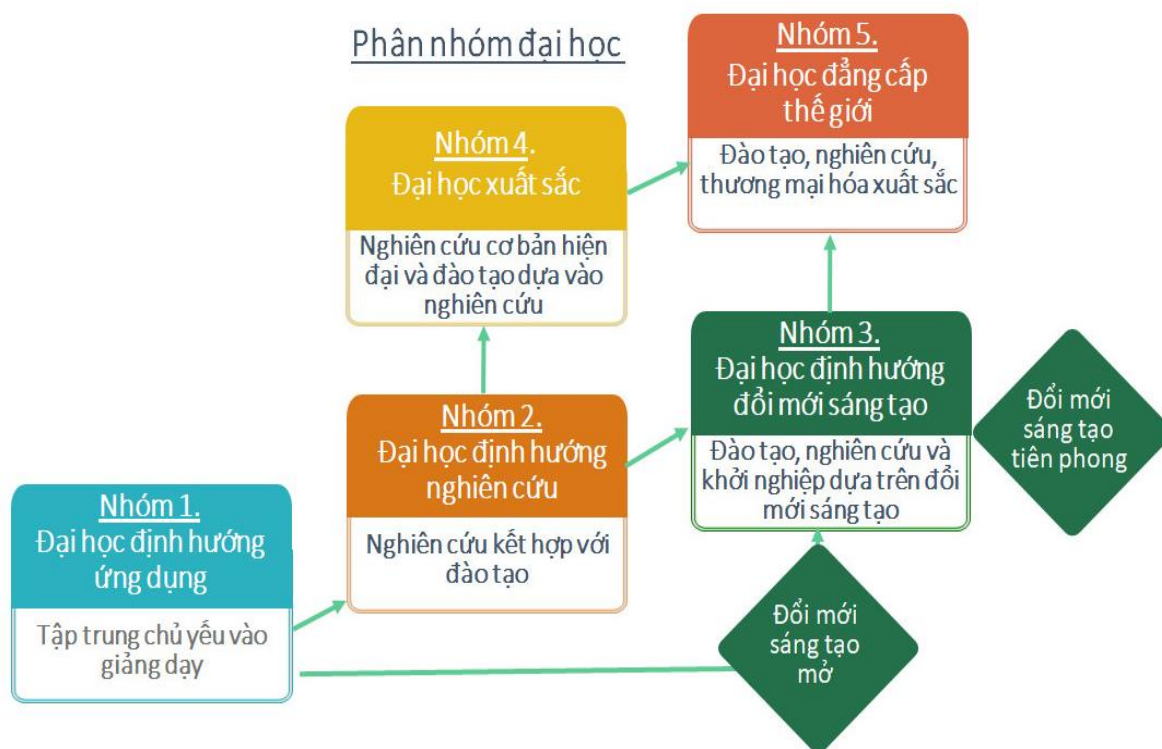 Phân nhóm đại học
Nhóm 5.
Đại học đẳng cấp
thế giới
Đào tạo, nghiên cứu,
thương mại hóa xuất sắc
Nhóm 4.
Đại học xuất sắc
Nghiên cứu cơ bản hiện
đại và đào tạo dựa vào
nghiên cứu
Nhóm 3.
Đại học định hướng
đổi mới sáng tạo
Đào tạo, nghiên cứu và
khởi nghiệp dựa trên đổi
mới sáng tạo
Đổi mới
sáng tạo
tiên phong
Nhóm 2.
Đại học định hướng
nghiên cứu
Nghiên cứu kết hợp với
đào tạo
Nhóm 1.
Đại học định hướng
ứng dụng
Tập trung chủ yếu vào
giảng dạy
Đổi mới
sáng tạo
mở